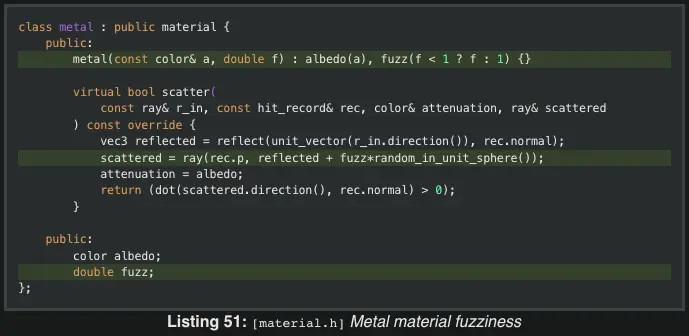 class metal : public material {
    public:
        metal(const color& a, double f) : albedo(a), fuzz(f < 1 ? f : 1) {}

        virtual bool scatter(
            const ray& r_in, const hit_record& rec, color& attenuation, ray& scattered
        ) const override {
            vec3 reflected = reflect(unit_vector(r_in.direction()), rec.normal);
            scattered = ray(rec.p, reflected + fuzz*random_in_unit_sphere());
            attenuation = albedo;
            return (dot(scattered.direction(), rec.normal) > 0);
        }

    public:
        color albedo;
        double fuzz;
};
Listing 51: [material.h] Metal material fuzziness